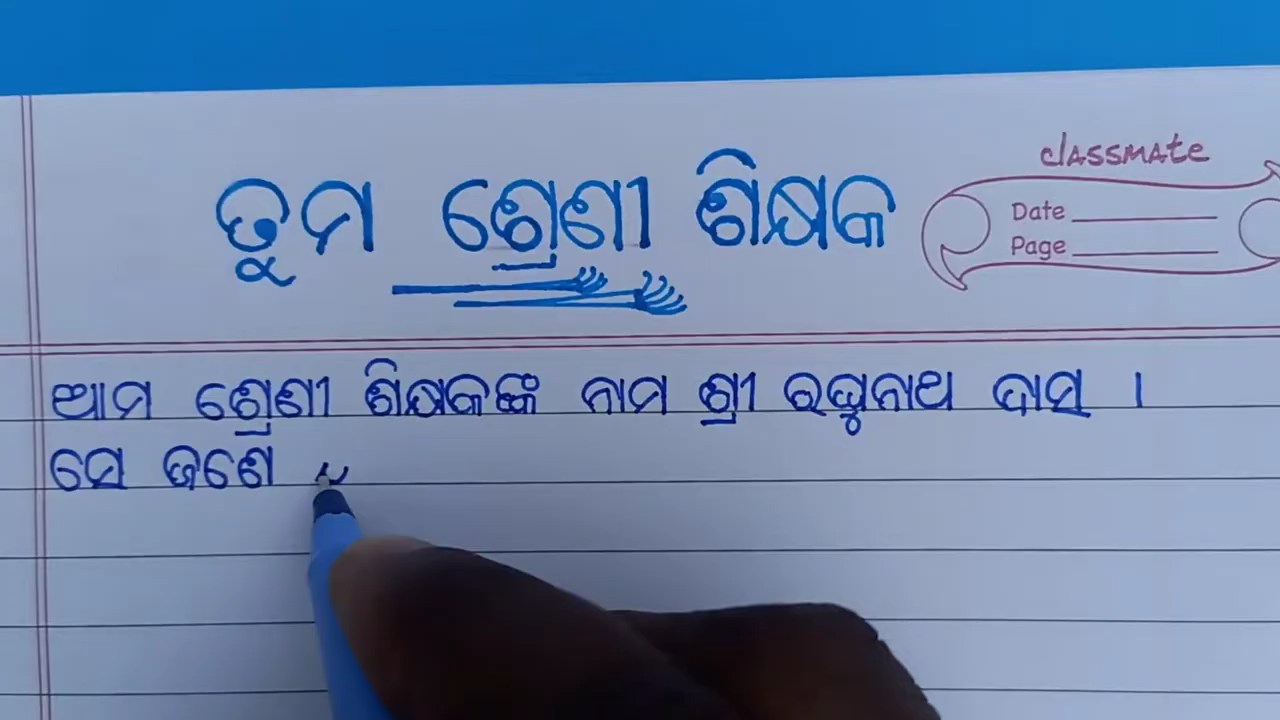 ତୁମ ଶ୍ରେଣୀ ଶିକ୍ଷକ
classmate
Date
Page
ଆମ ଶ୍ରେଣୀ ଶିକ୍ଷକଙ୍କ ନାମ ଶ୍ରୀ ରଘୁନାଥ ଦାସ ।
ସେ ଜଣେ